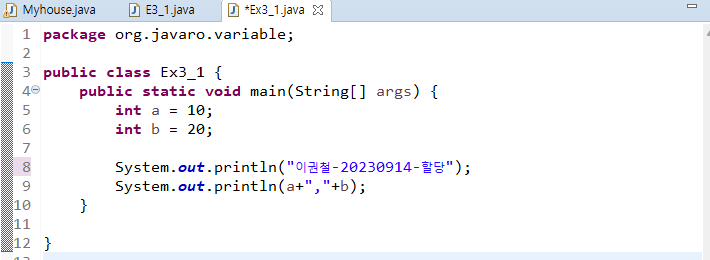 Myhouse.java E3_1.java *Ex3_1.java
1 package org.javaro.variable;
2
3 public class Ex3_1 {
4 public static void main(String[] args) {
5 int a = 10;
6 int b = 20;
7
8 System.out.println("이권철-20230914-할당");
9 System.out.println(a+","+b);
10 }
11
12 }
13